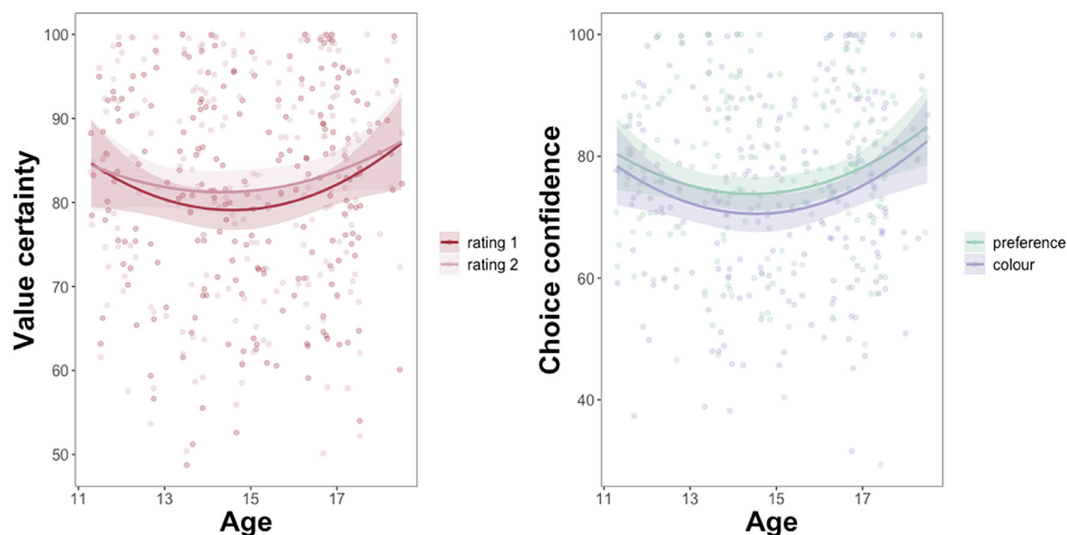 100
90
80
70
60
50
11
13
15
17
Value certainty
Age
rating 1
rating 2
100
80
60
40
11
13
15
17
Choice confidence
Age
preference
colour